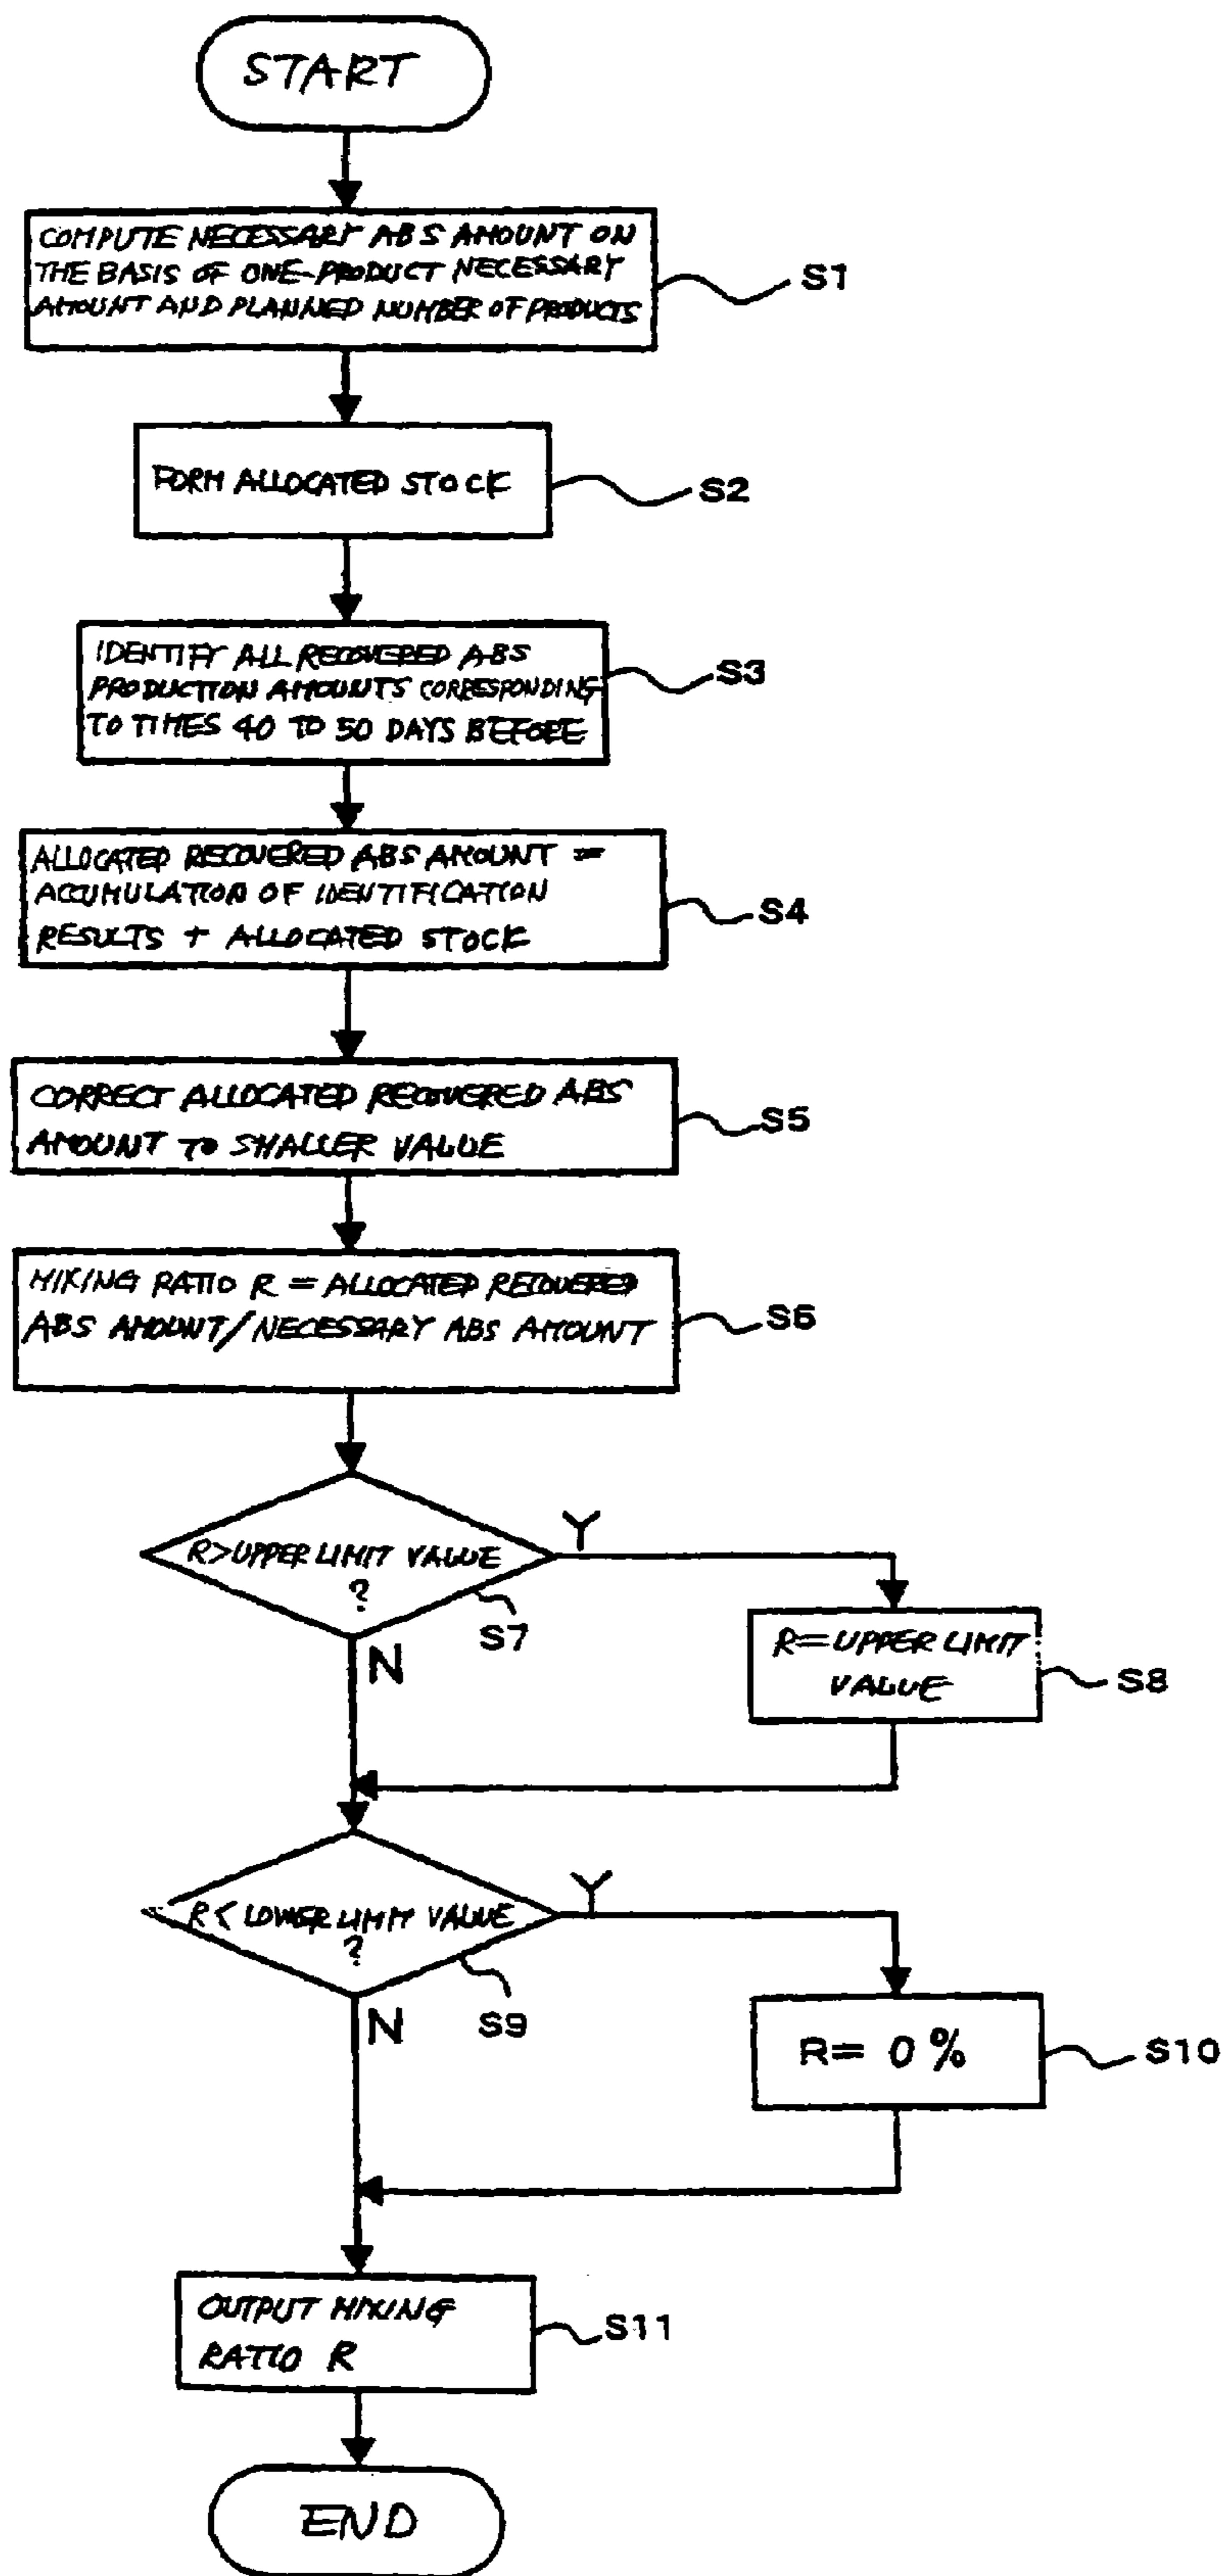 START
COMPUTE NECESSARY ABS AMOUNT ON
THE BASIS OF ONE-PRODUCT NECESSARY
AMOUNT AND PLANNED NUMBER OF PRODUCTS
S1
FORM ALLOCATED STOCK
S2
IDENTIFY ALL RECOVERED ABS
PRODUCTION AMOUNTS CORRESPONDING
TO TIMES 40 TO 50 DAYS BEFORE
S3
ALLOCATED RECOVERED ABS AMOUNT =
ACCUMULATION OF IDENTIFICATION
RESULTS + ALLOCATED STOCK
S4
CORRECT ALLOCATED RECOVERED ABS
AMOUNT TO SMALLER VALUE
S5
MIXING RATIO R = ALLOCATED RECOVERED
ABS AMOUNT/NECESSARY ABS AMOUNT
S6
R>UPPER LIMIT VALUE
?
Y
S7
N
R=UPPER LIMIT
VALUE
S8
R< LOWER LIMIT VALUE
?
Y
S9
N
R= 0%
S10
OUTPUT MIXING
RATIO R
S11
END